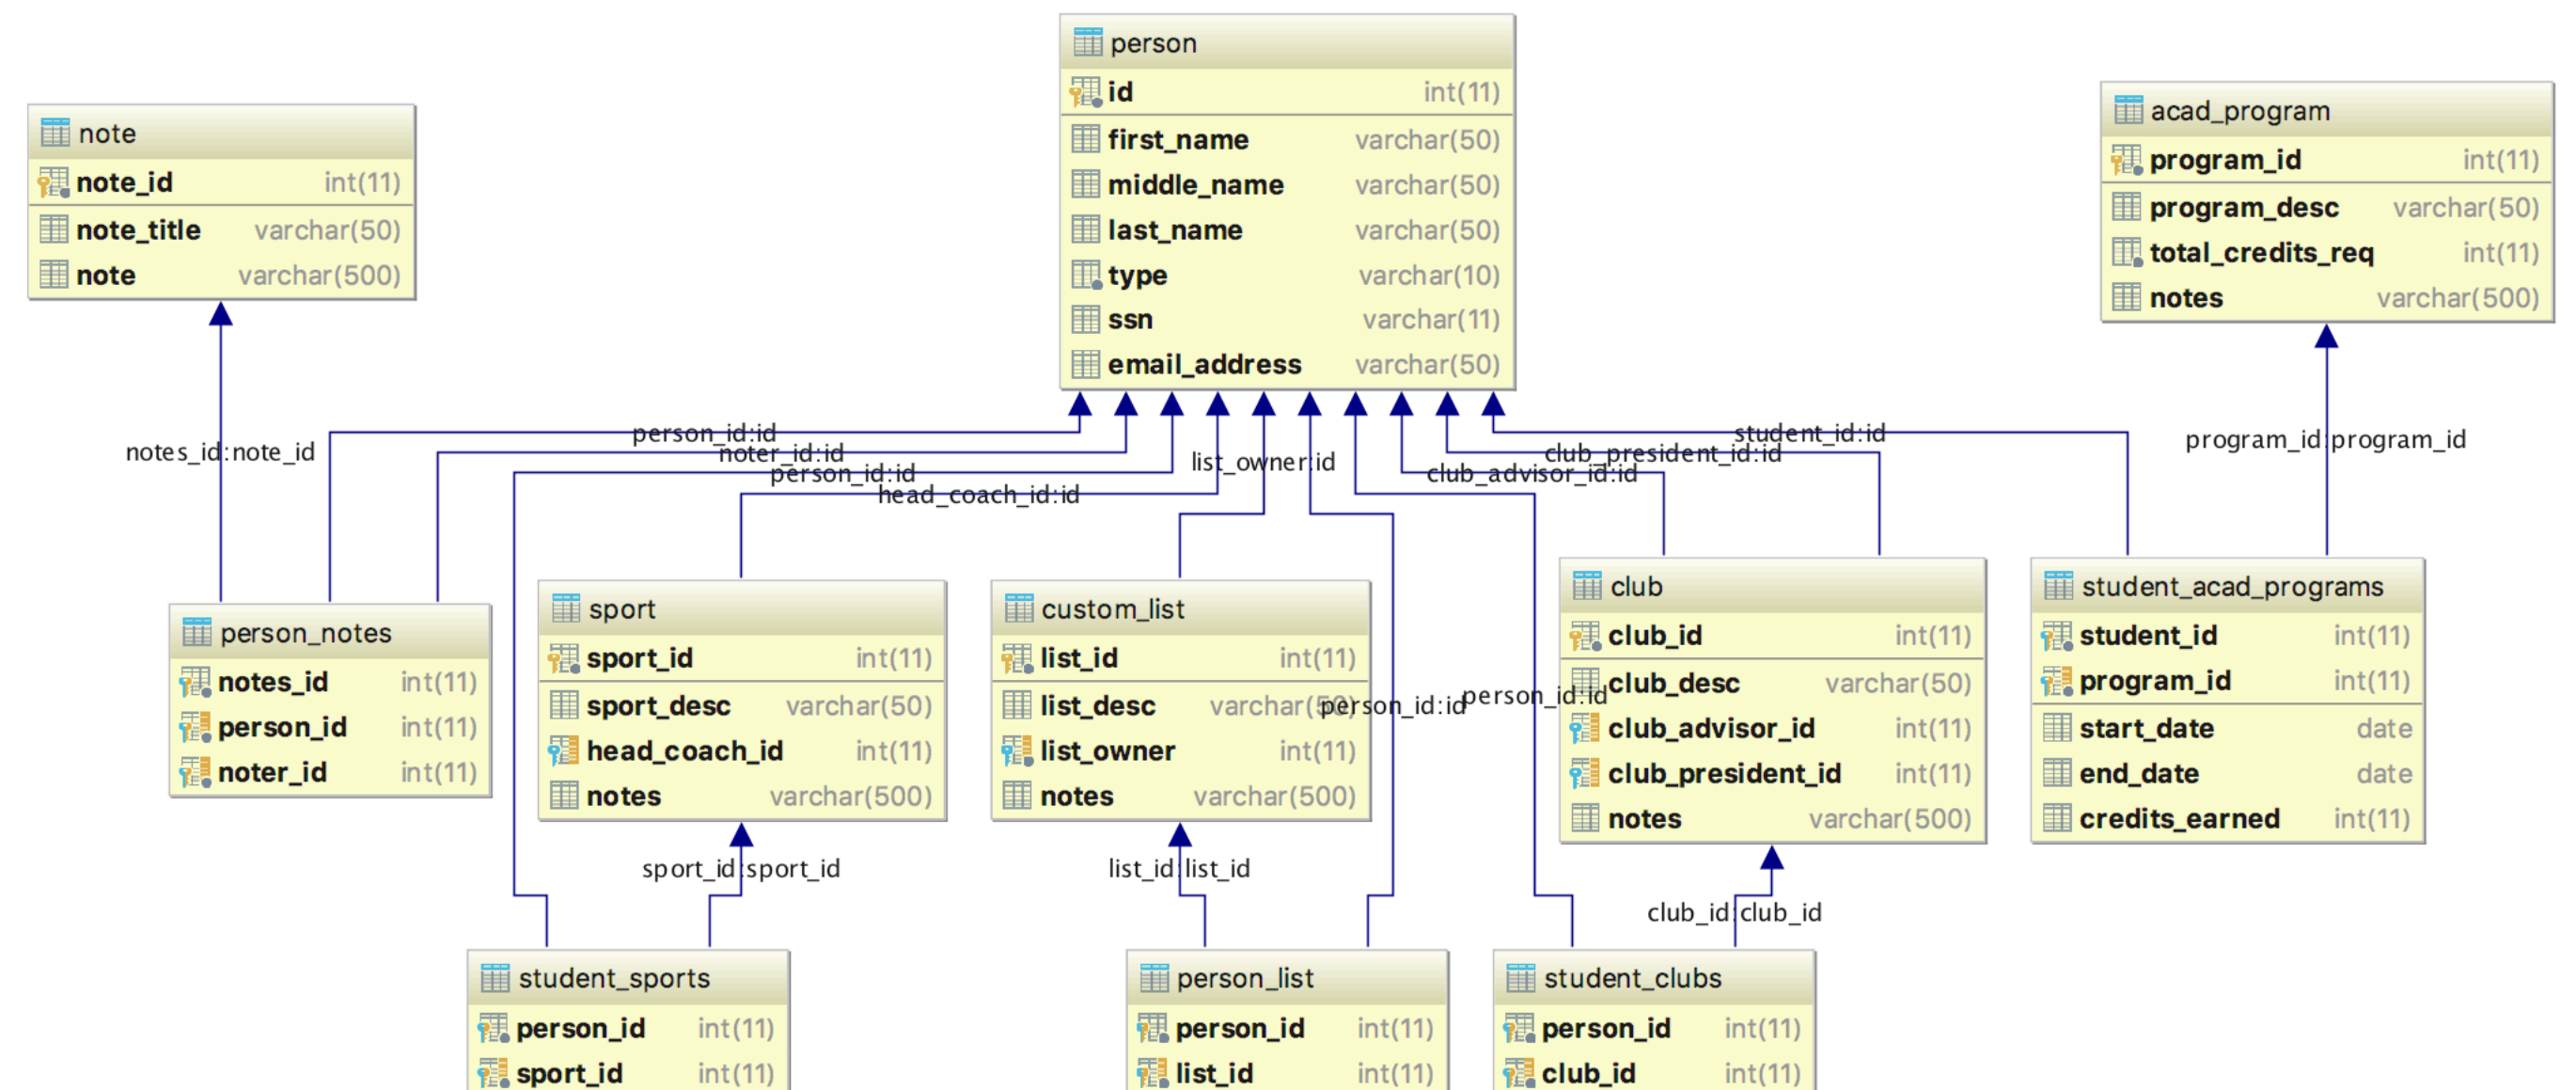 person
id int(11)
first_name varchar(50)
middle_name varchar(50)
last_name varchar(50)
type varchar(10)
ssn varchar(11)
email_address varchar(50)
note
note_id int(11)
note_title varchar(50)
note varchar(500)
acad_program
program_id int(11)
program_desc varchar(50)
total_credits_req int(11)
notes varchar(500)
notes_id:note_id
person_id:id
noter_id:id
person_id:id
head_coach_id:id
list_owner:id
student_id:id
club_president_id:id
club_advisor_id:id
program_id:program_id
person_notes
notes_id int(11)
person_id int(11)
noter_id int(11)
sport
sport_id int(11)
sport_desc varchar(50)
head_coach_id int(11)
notes varchar(500)
custom_list
list_id int(11)
list_desc varchar(50)
list_owner int(11)
notes varchar(500)
person_id:id
person_id:id
club
club_id int(11)
club_desc varchar(50)
club_advisor_id int(11)
club_president_id int(11)
notes varchar(500)
student_acad_programs
student_id int(11)
program_id int(11)
start_date date
end_date date
credits_earned int(11)
sport_id:sport_id
list_id:list_id
club_id:club_id
student_sports
person_id int(11)
sport_id int(11)
person_list
person_id int(11)
list_id int(11)
student_clubs
person_id int(11)
club_id int(11)